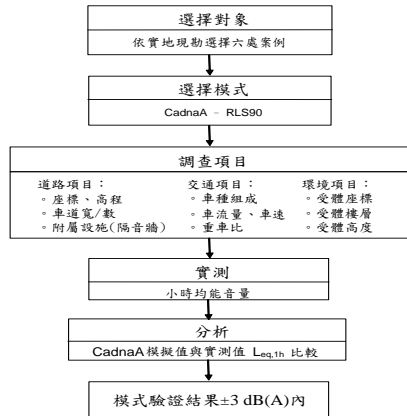 選擇對象
依實地現勘選擇六處案例
選擇模式
CadnaA - RLS90
調查項目
道路項目：
。座標、高程
。車道寬/數
。附屬設施(隔音牆)
交通項目：
。車種組成
。車流量、車速
。重車比
環境項目：
。受體座標
。受體樓層
。受體高度
實測
小時均能音量
分析
CadnaA模擬值與實測值 Leq,1h 比較
模式驗證結果±3 dB(A)內